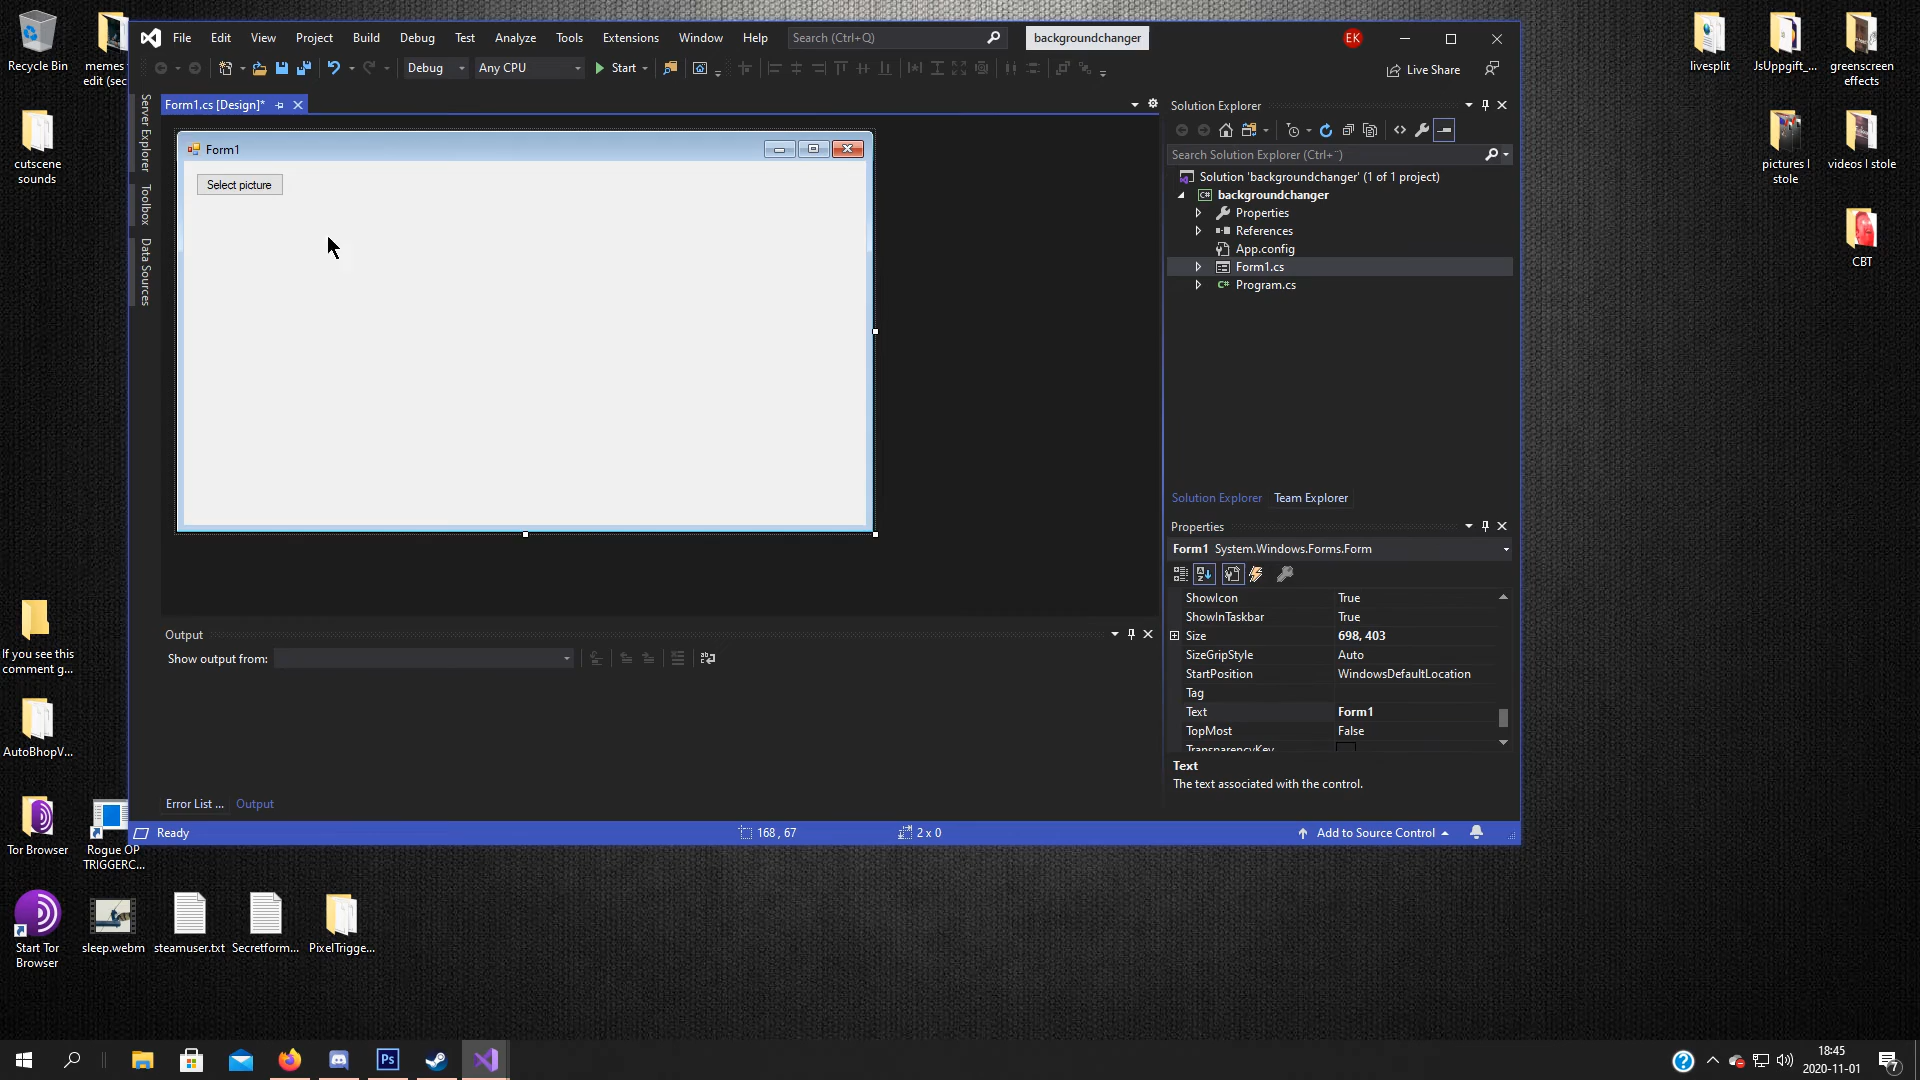 Recycle Bin
memes
edit (sec
cutscene
sounds
If you see this
comment g...
AutoBhopV...
Tor Browser
Rogue OP
TRIGGERC...
Start Tor
Browser
sleep.webm
steamuser.txt
Secretform...
PixelTrigge...
File Edit View Project Build Debug Test Analyze Tools Extensions Window Help Search (Ctrl+Q) backgroundchanger EK
Debug Any CPU Start Live Share
Server Explorer
Toolbox
Data Sources
Form1.cs [Design]*
Form1
Select picture
Output
Show output from:
Error List ... Output
Solution Explorer
Search Solution Explorer (Ctrl+¨)
Solution 'backgroundchanger' (1 of 1 project)
C# backgroundchanger
Properties
References
App.config
Form1.cs
C# Program.cs
Solution Explorer Team Explorer
Properties
Form1 System.Windows.Forms.Form
ShowIcon True
ShowInTaskbar True
Size 698, 403
SizeGripStyle Auto
StartPosition WindowsDefaultLocation
Tag
Text Form1
TopMost False
TransparencyKey
Text
The text associated with the control.
Ready 168 , 67 2 x 0 Add to Source Control
livesplit
JsUppgift_...
greenscreen
effects
pictures I
stole
videos I stole
CBT
Ps
18:45
2020-11-01
7